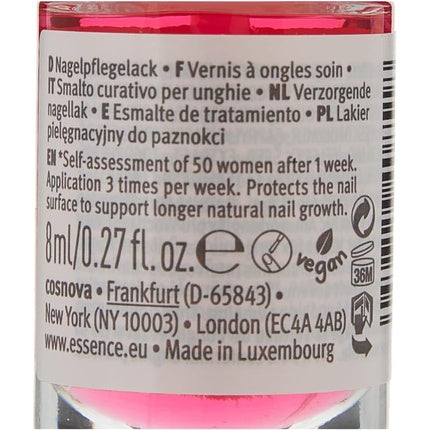 D Nagelpflegelack • F Vernis à ongles soin •
IT Smalto curativo per unghie • NL Verzorgende
nagellak • E Esmalte de tratamiento • PL Lakier
pielęgnacyjny do paznokci
EN *Self-assessment of 50 women after 1 week.
Application 3 times per week. Protects the nail
surface to support longer natural nail growth.
8 ml/0.27 fl. oz. e vegan 36M
cosnova • Frankfurt (D-65843) •
New York (NY 10003) • London (EC4A 4AB)
www.essence.eu • Made in Luxembourg